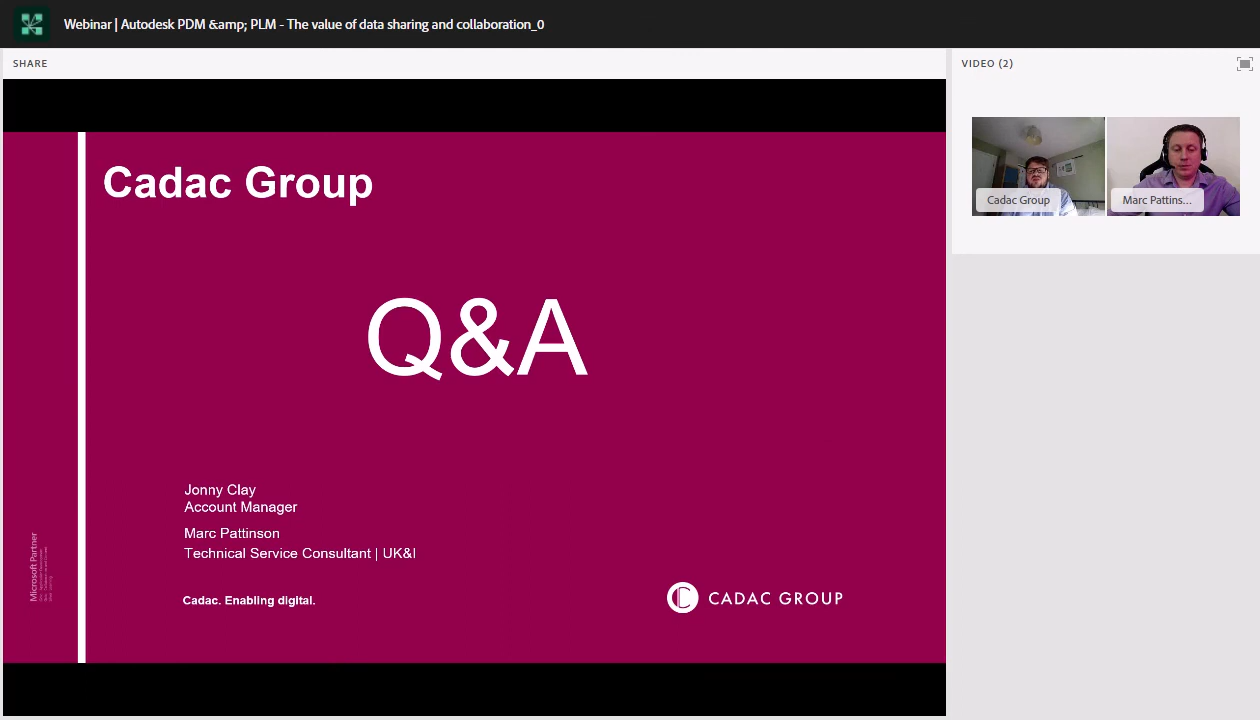 Webinar | Autodesk PDM &amp; PLM - The value of data sharing and collaboration_0
SHARE
VIDEO (2)
Cadac Group
Marc Pattins...
Cadac Group
Q&A
Jonny Clay
Account Manager
Marc Pattinson
Technical Service Consultant | UK&I
Cadac. Enabling digital.
CADAC GROUP
Microsoft Partner